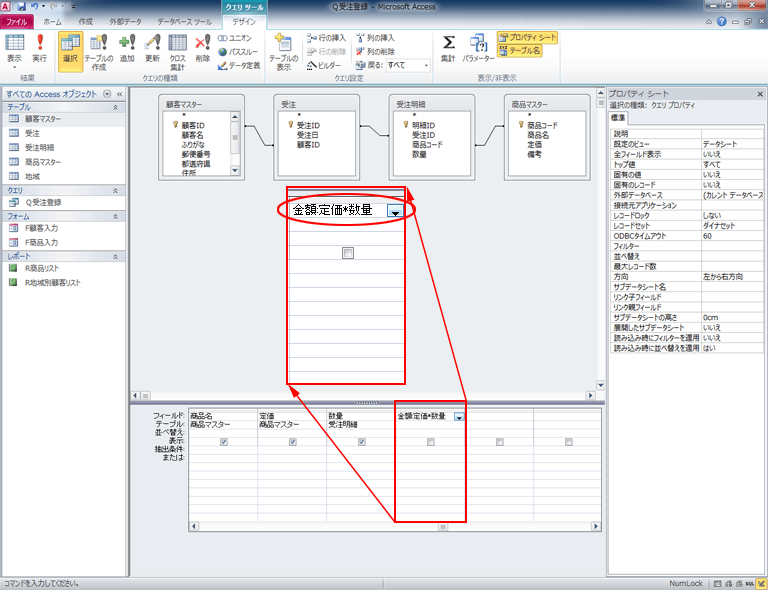 クエリ ツール
Q受注登録 - Microsoft Access
ファイル ホーム 作成 外部データ データベース ツール デザイン
表示 実行 選択 テーブルの作成 追加 更新 クロス集計 削除
ユニオン
パススルー
データ定義
テーブルの表示
行の挿入
行の削除
ビルダー
列の挿入
列の削除
戻る: すべて
集計 パラメーター
プロパティ シート
テーブル名
結果 クエリの種類 クエリ設定 表示/非表示
すべての Access オブジェクト
テーブル
顧客マスター
受注
受注明細
商品マスター
地域
クエリ
Q受注登録
フォーム
F顧客入力
F商品入力
レポート
R商品リスト
R地域別顧客リスト
顧客マスター
*
顧客ID
顧客名
ふりがな
郵便番号
都道府県
住所
受注
*
受注ID
受注日
顧客ID
受注明細
*
明細ID
受注ID
商品コード
数量
商品マスター
*
商品コード
商品名
定価
備考
金額:定価*数量
フィールド: 商品名 定価 数量 金額:定価*数量
テーブル: 商品マスター 商品マスター 受注明細
並べ替え:
表示:
抽出条件:
または:
プロパティ シート
選択の種類: クエリ プロパティ
標準
説明
既定のビュー データシート
全フィールド表示 いいえ
トップ値 すべて
固有の値 いいえ
固有のレコード いいえ
外部データベース (カレント データベース
接続元アプリケーション
レコードロック しない
レコードセット ダイナセット
ODBCタイムアウト 60
フィルター
並べ替え
最大レコード数
方向 左から右方向
サブデータシート名
リンク子フィールド
リンク親フィールド
サブデータシートの高さ 0cm
展開したサブデータシート いいえ
読み込み時にフィルターを適用 いいえ
読み込み時に並べ替えを適用 はい
コマンドを入力してください。
NumLock
SQL